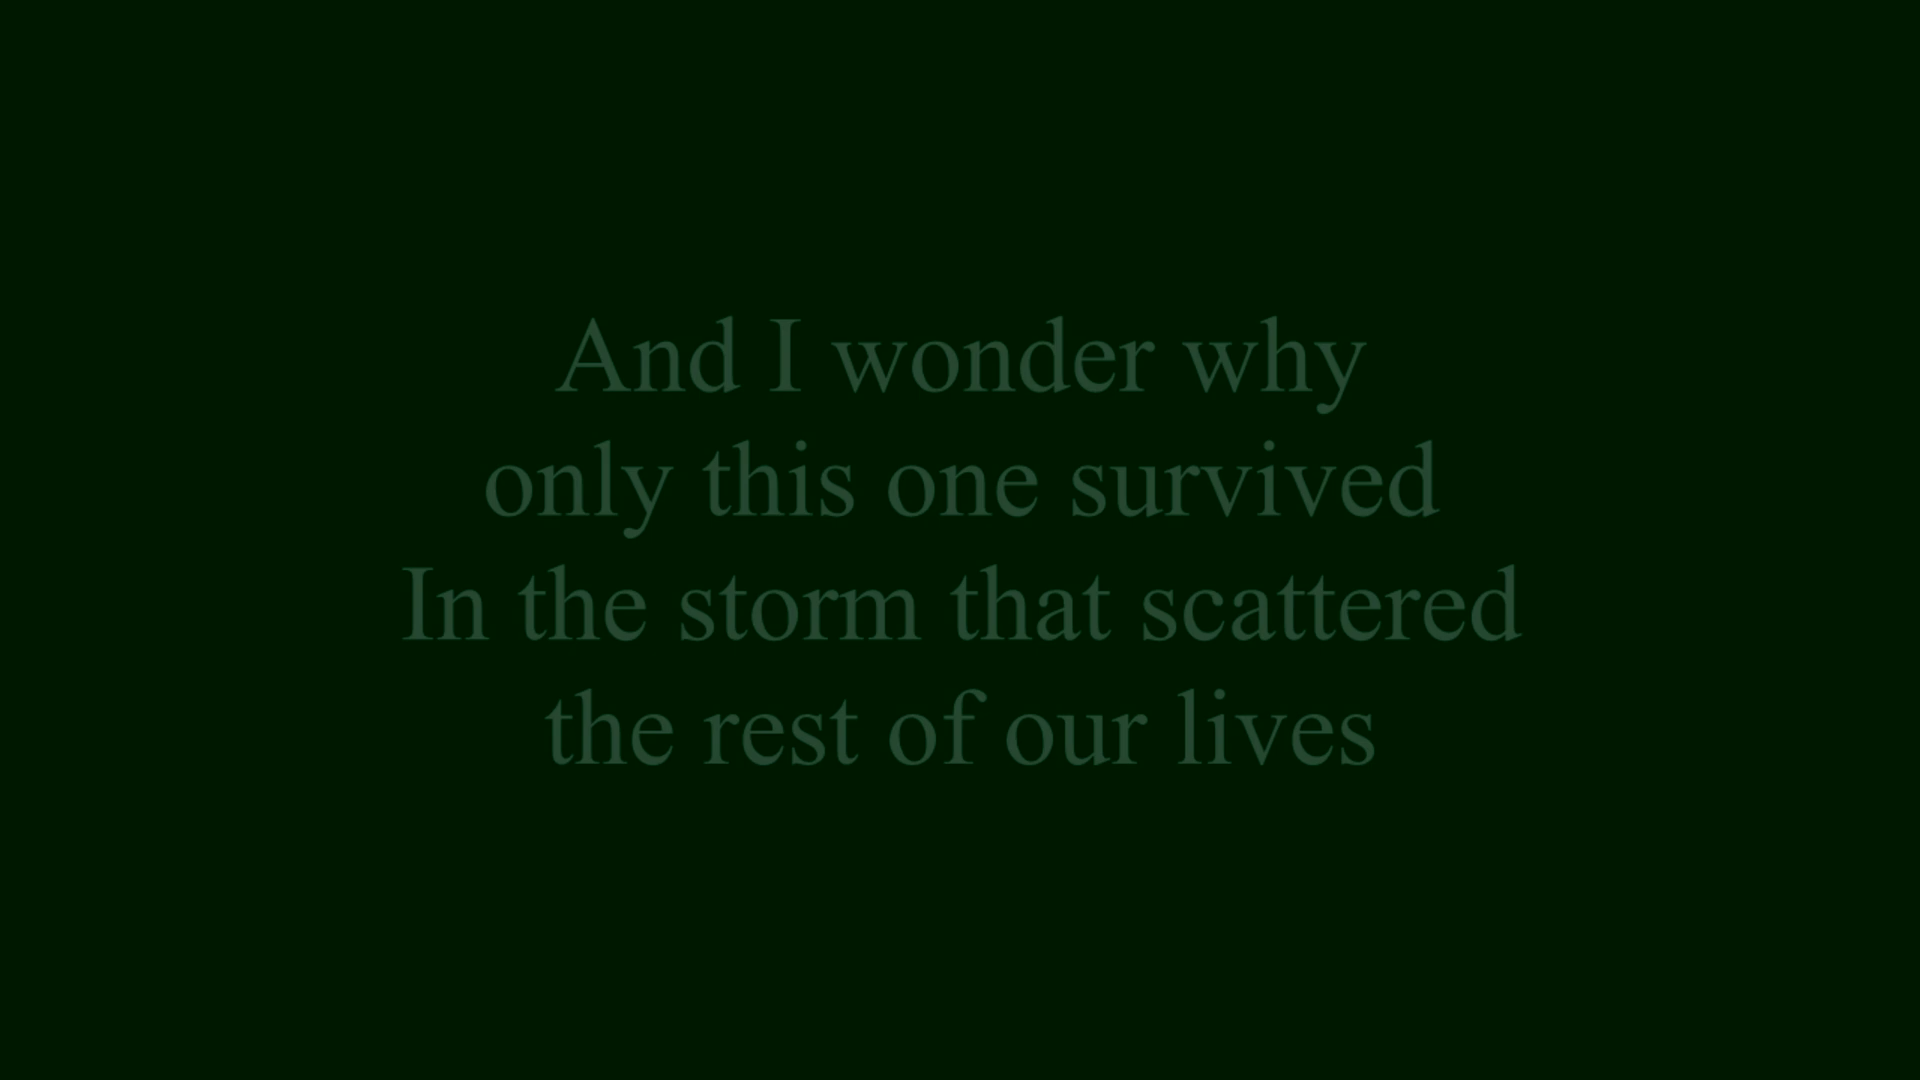 And I wonder why
only this one survived
In the storm that scattered
the rest of our lives